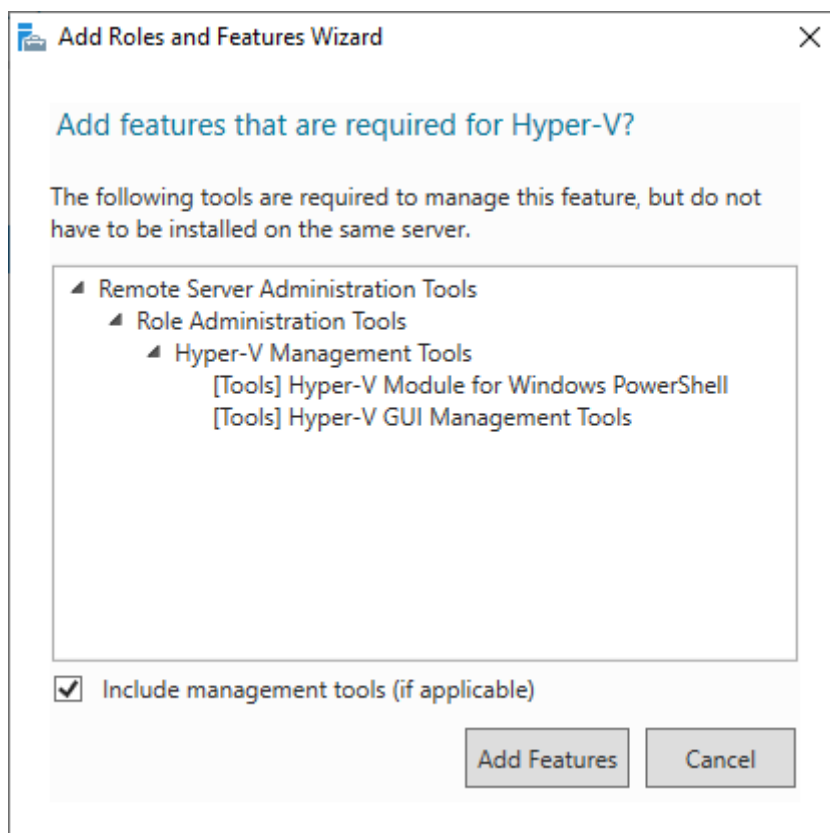 Add Roles and Features Wizard
Add features that are required for Hyper-V?
The following tools are required to manage this feature, but do not
have to be installed on the same server.
Remote Server Administration Tools
Role Administration Tools
Hyper-V Management Tools
[Tools] Hyper-V Module for Windows PowerShell
[Tools] Hyper-V GUI Management Tools
Include management tools (if applicable)
Add Features Cancel